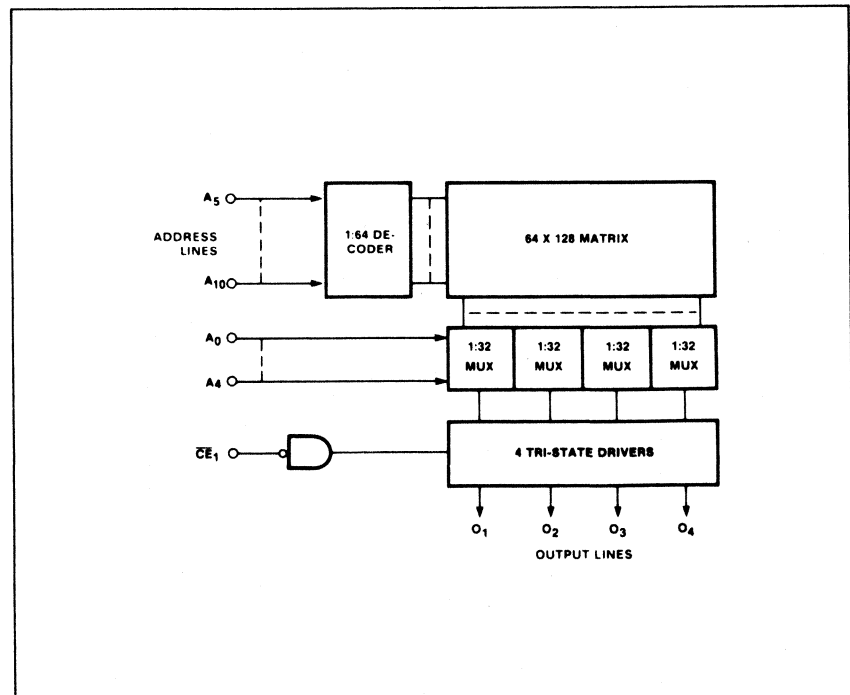 A5
ADDRESS
LINES
A10
1:64 DE-
CODER
64 X 128 MATRIX
A0
A4
1:32
MUX
1:32
MUX
1:32
MUX
1:32
MUX
C̅E̅1
4 TRI-STATE DRIVERS
O1
O2
O3
O4
OUTPUT LINES